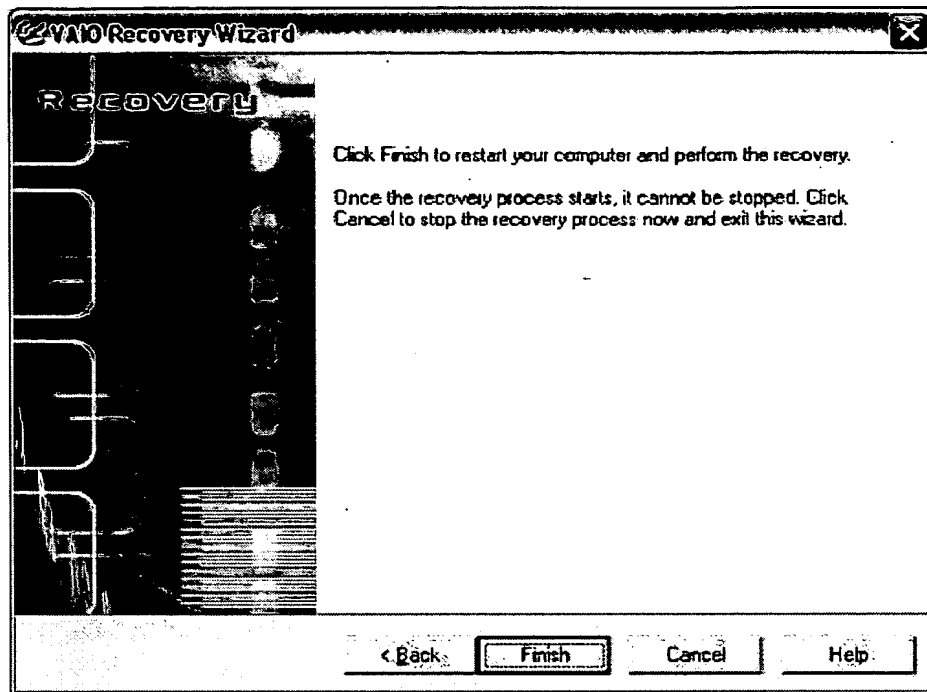 VAIO Recovery Wizard
Recovery
Click Finish to restart your computer and perform the recovery.
Once the recovery process starts, it cannot be stopped. Click
Cancel to stop the recovery process now and exit this wizard.
< Back
Finish
Cancel
Help